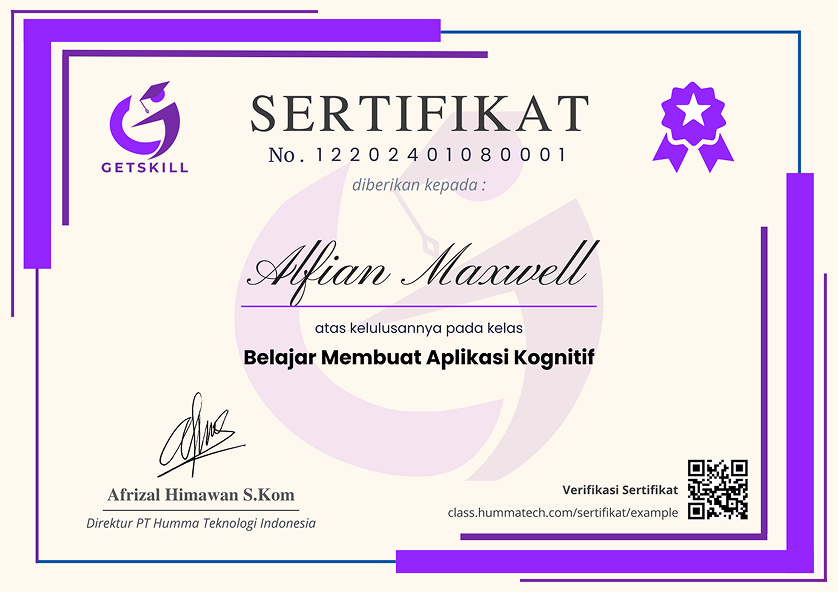 GETSKILL
SERTIFIKAT
No. 12202401080001
diberikan kepada :
Alfian Maxwell
atas kelulusannya pada kelas
Belajar Membuat Aplikasi Kognitif
Afrizal Himawan S.Kom
Direktur PT Humma Teknologi Indonesia
Verifikasi Sertifikat
class.hummatech.com/sertifikat/example